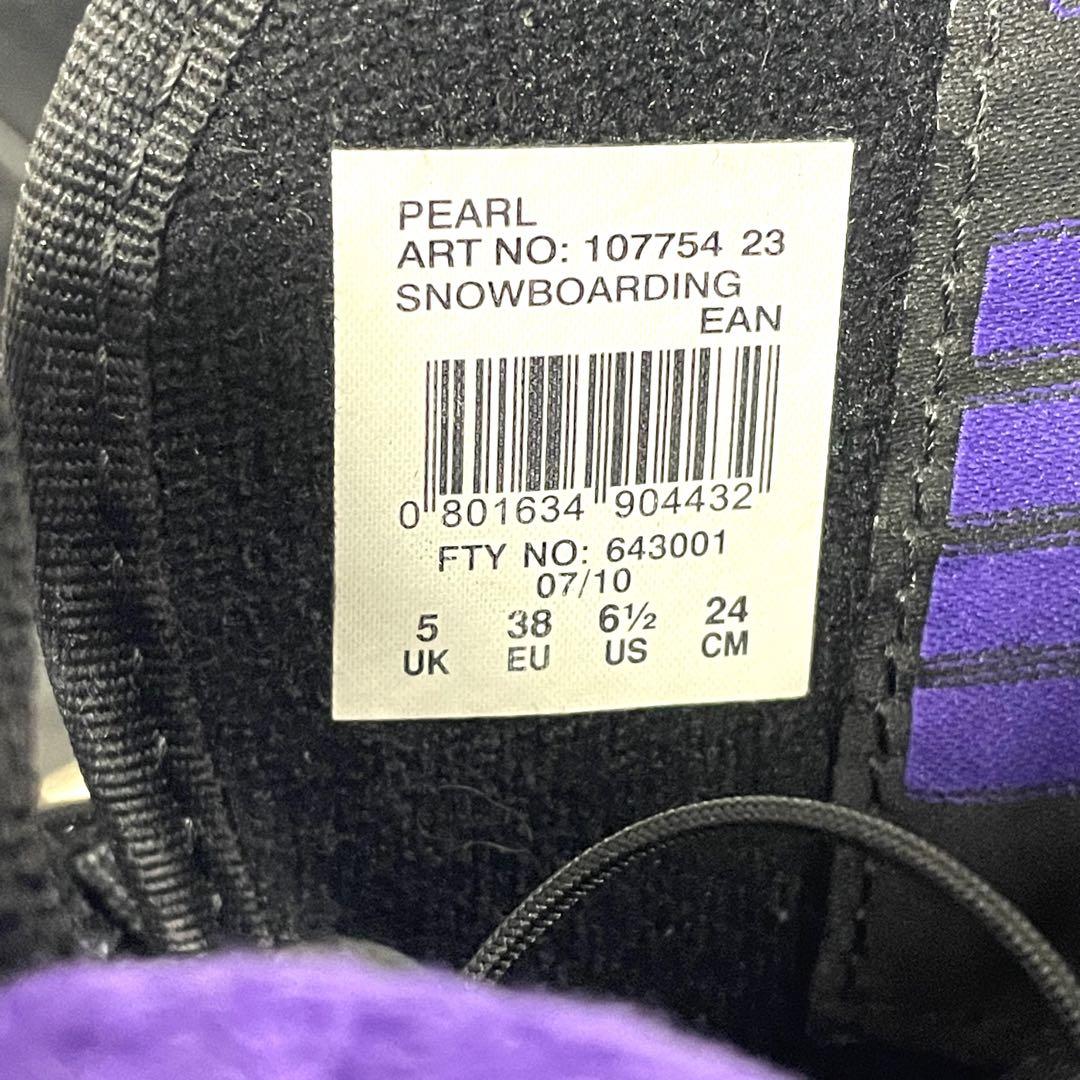 PEARL
ART NO: 107754 23
SNOWBOARDING
EAN
0 801634 904432
FTY NO: 643001
07/10
5 38 6½ 24
UK EU US CM